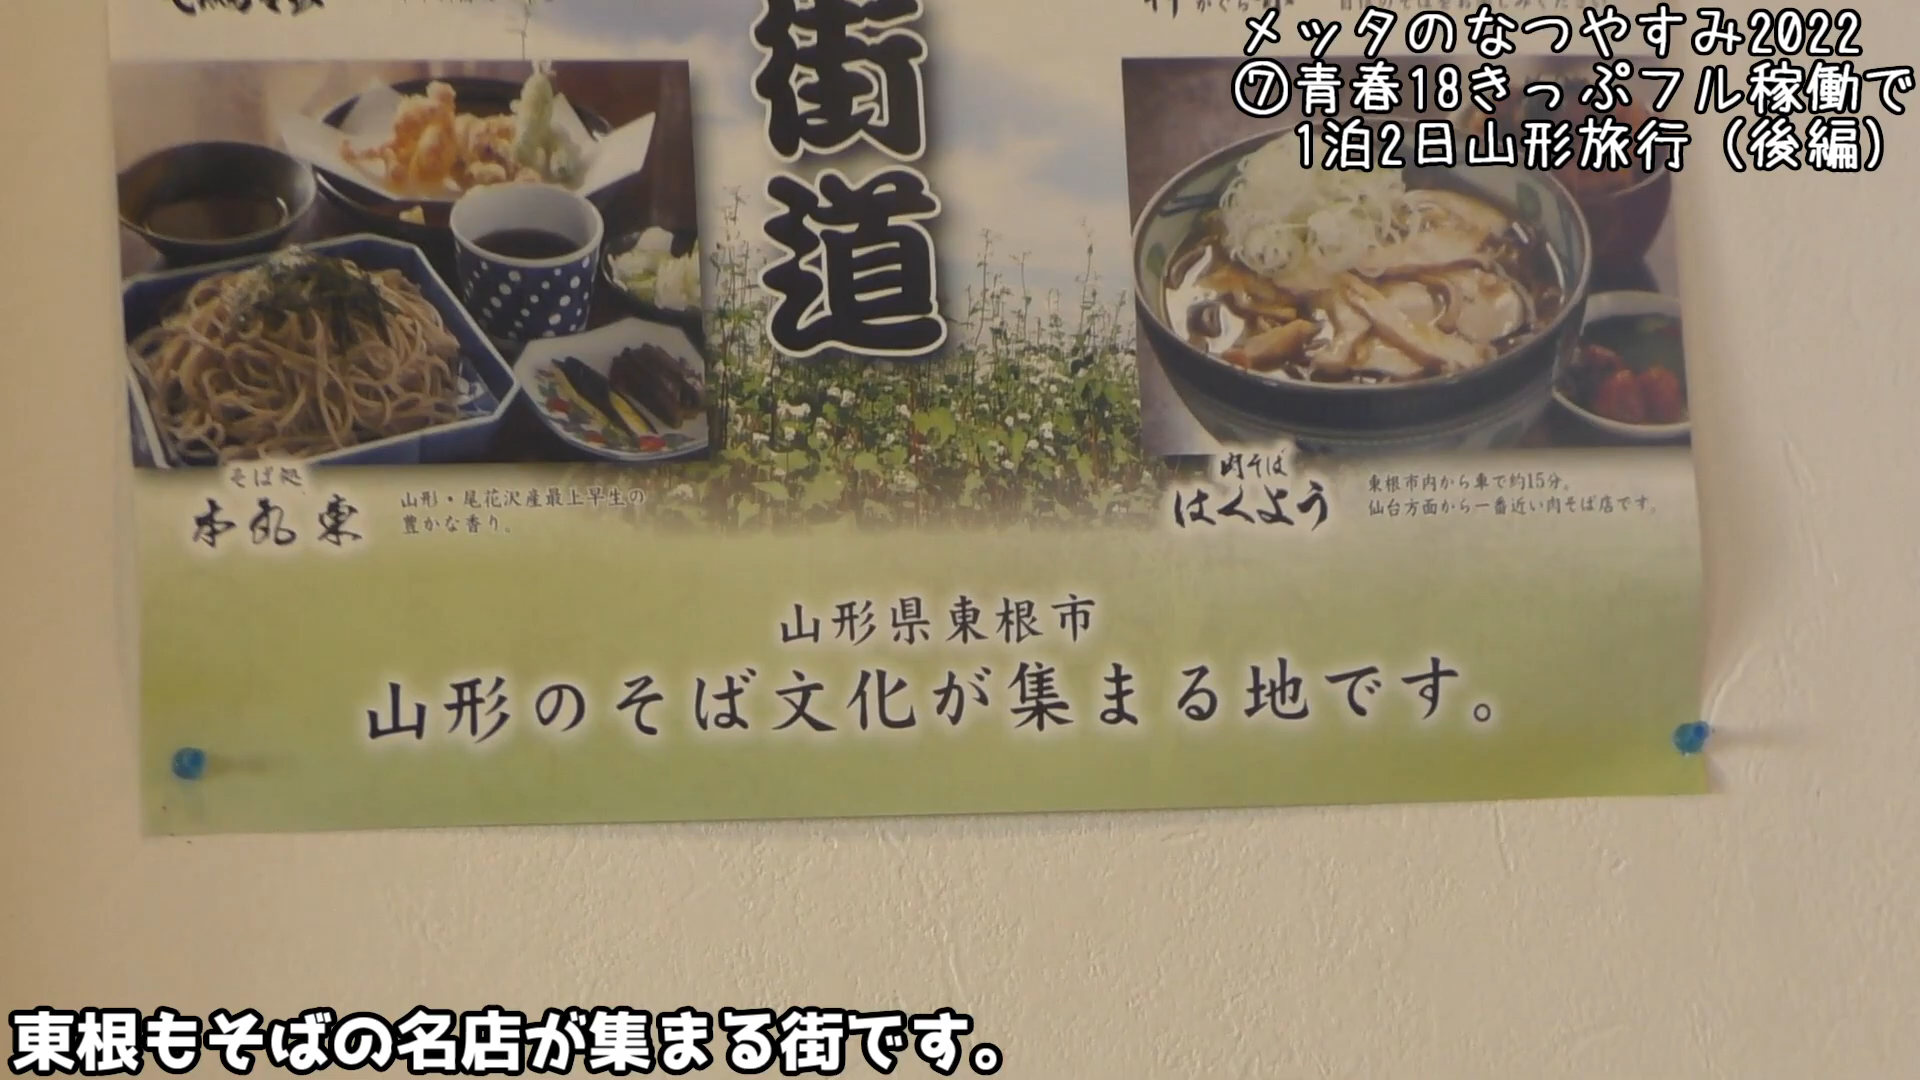 メッタのなつやすみ2022
⑦青春18きっぷフル稼働で
1泊2日山形旅行（後編）
街道
そば処
本丸東
山形・尾花沢産最上早生の
豊かな香り。
肉そば
はくよう
東根市内から車で約15分。
仙台方面から一番近い肉そば店です。
山形県東根市
山形のそば文化が集まる地です。
東根もそばの名店が集まる街です。